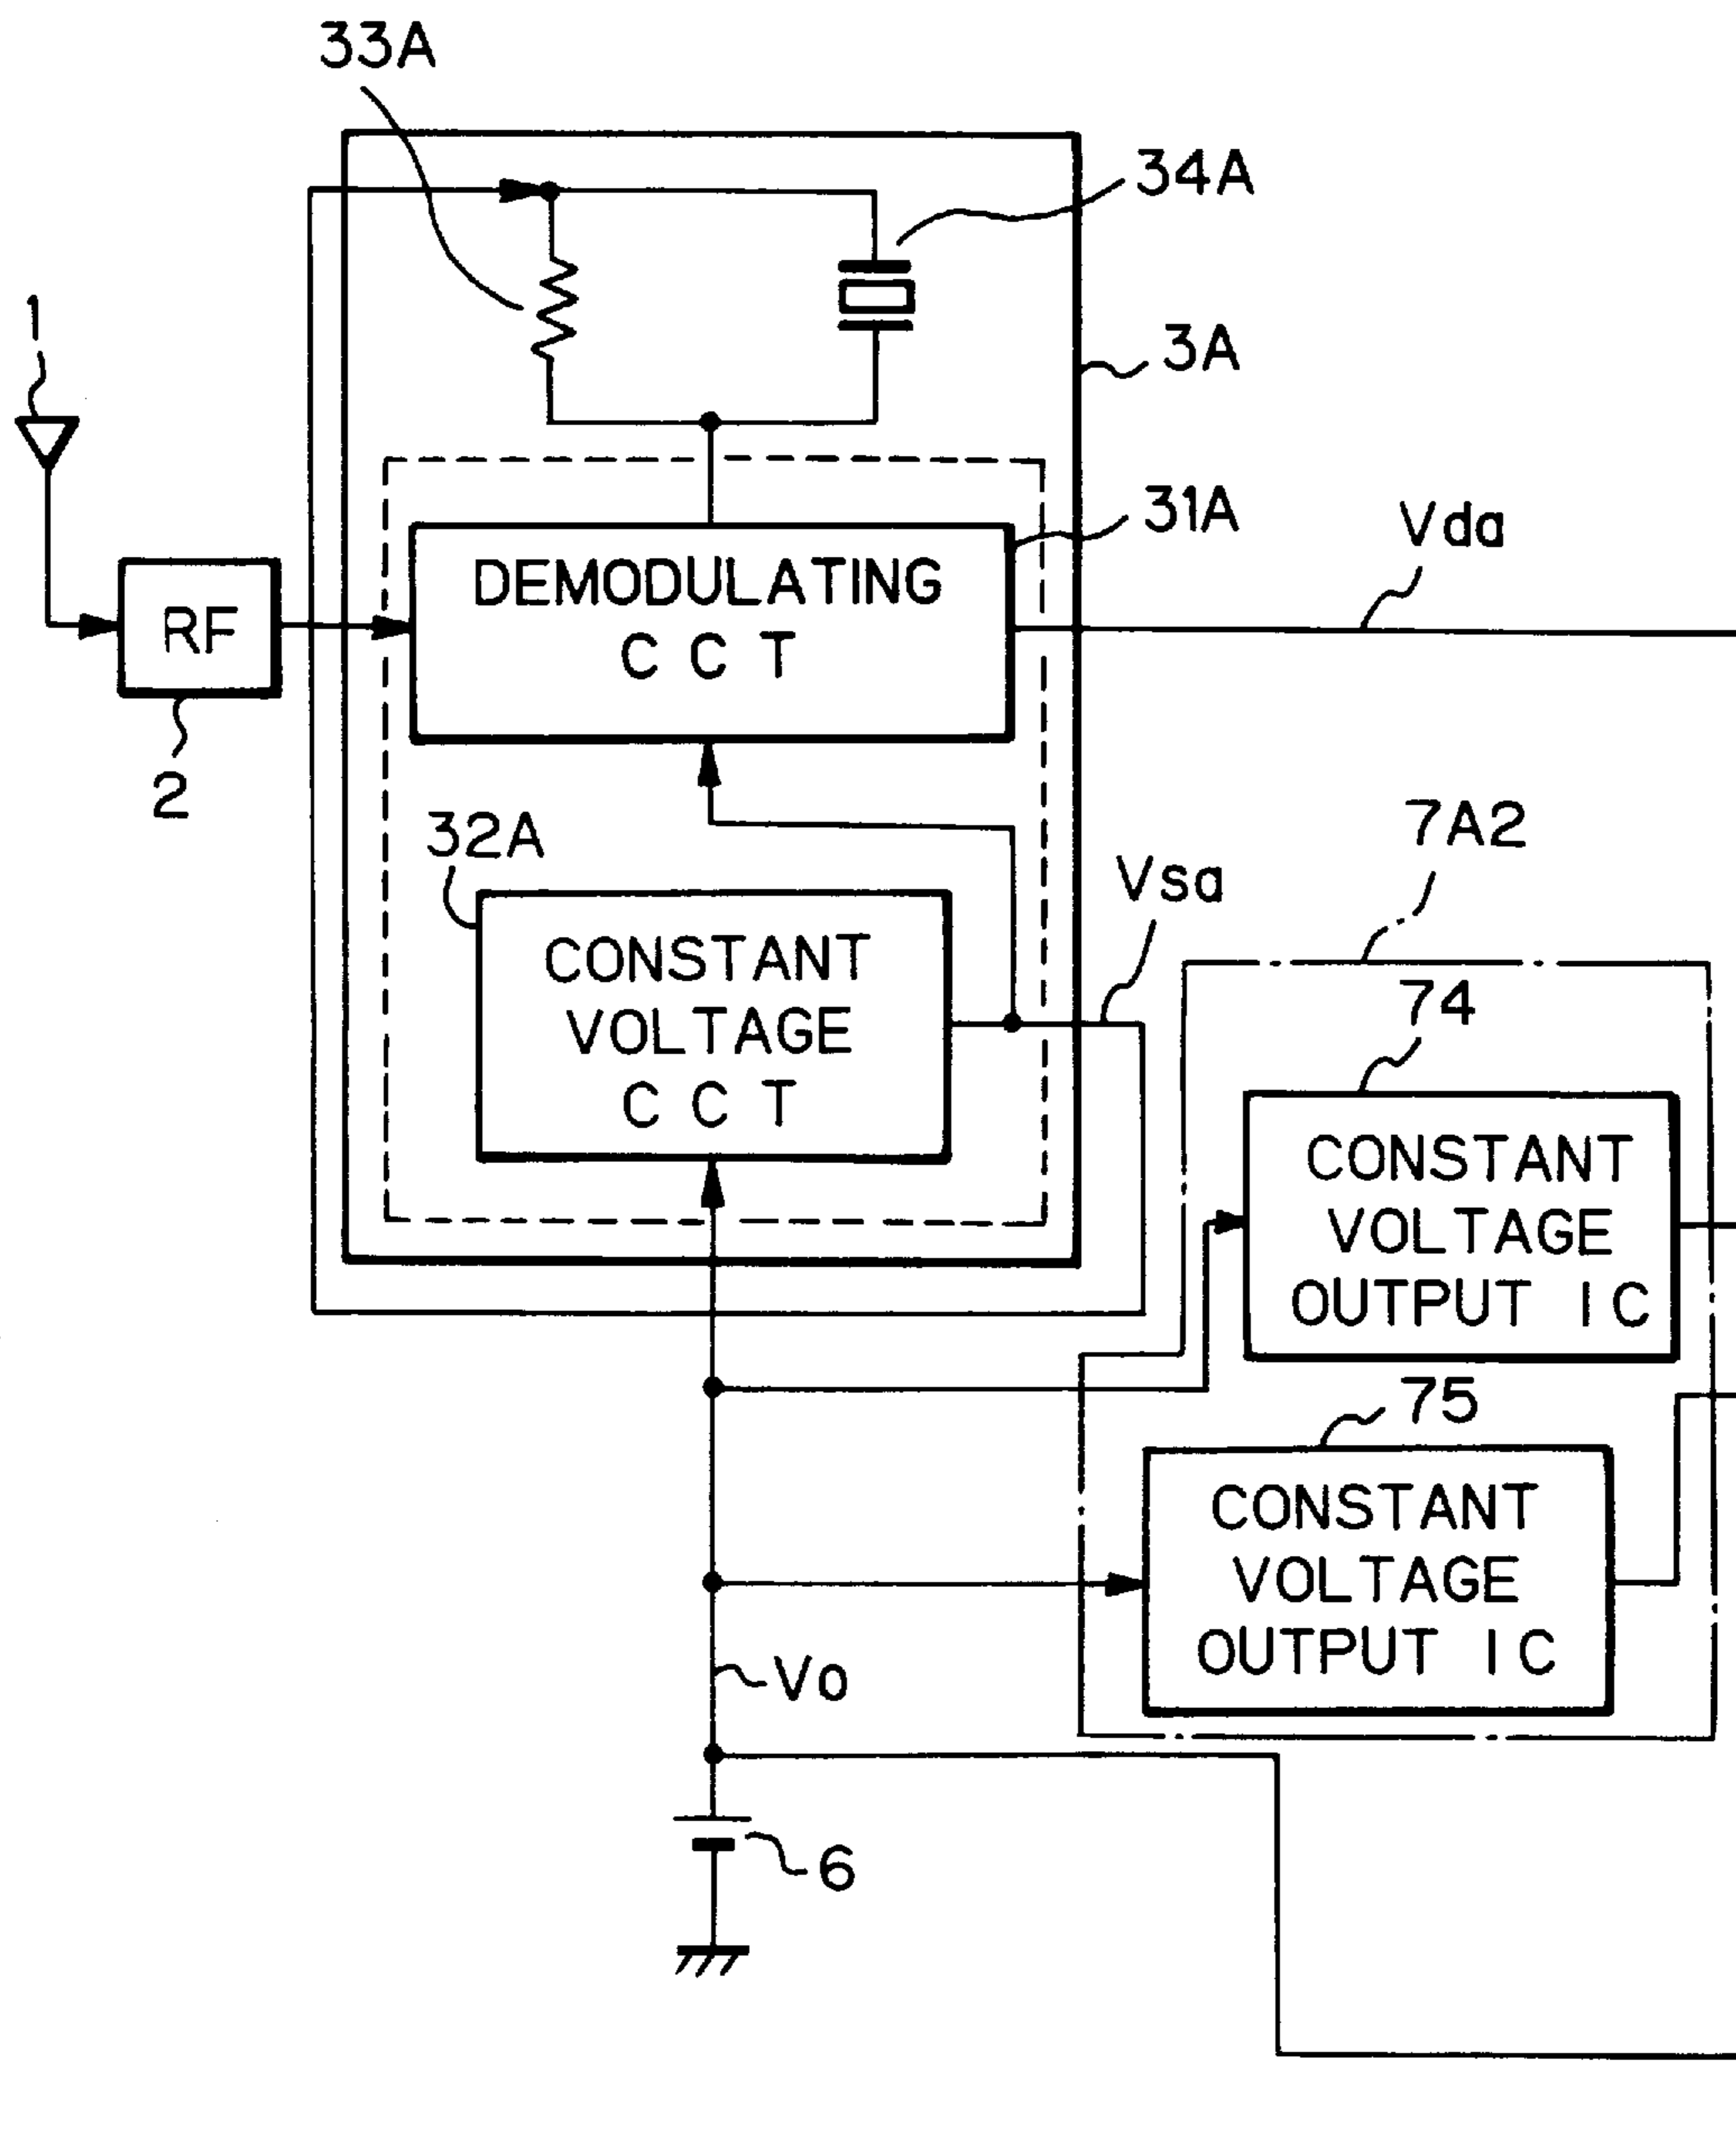 33A
34A
1
3A
31A
Vda
DEMODULATING
C C T
RF
2
32A
7A2
Vsa
CONSTANT
VOLTAGE
C C T
74
CONSTANT
VOLTAGE
OUTPUT IC
75
CONSTANT
VOLTAGE
OUTPUT IC
Vo
6